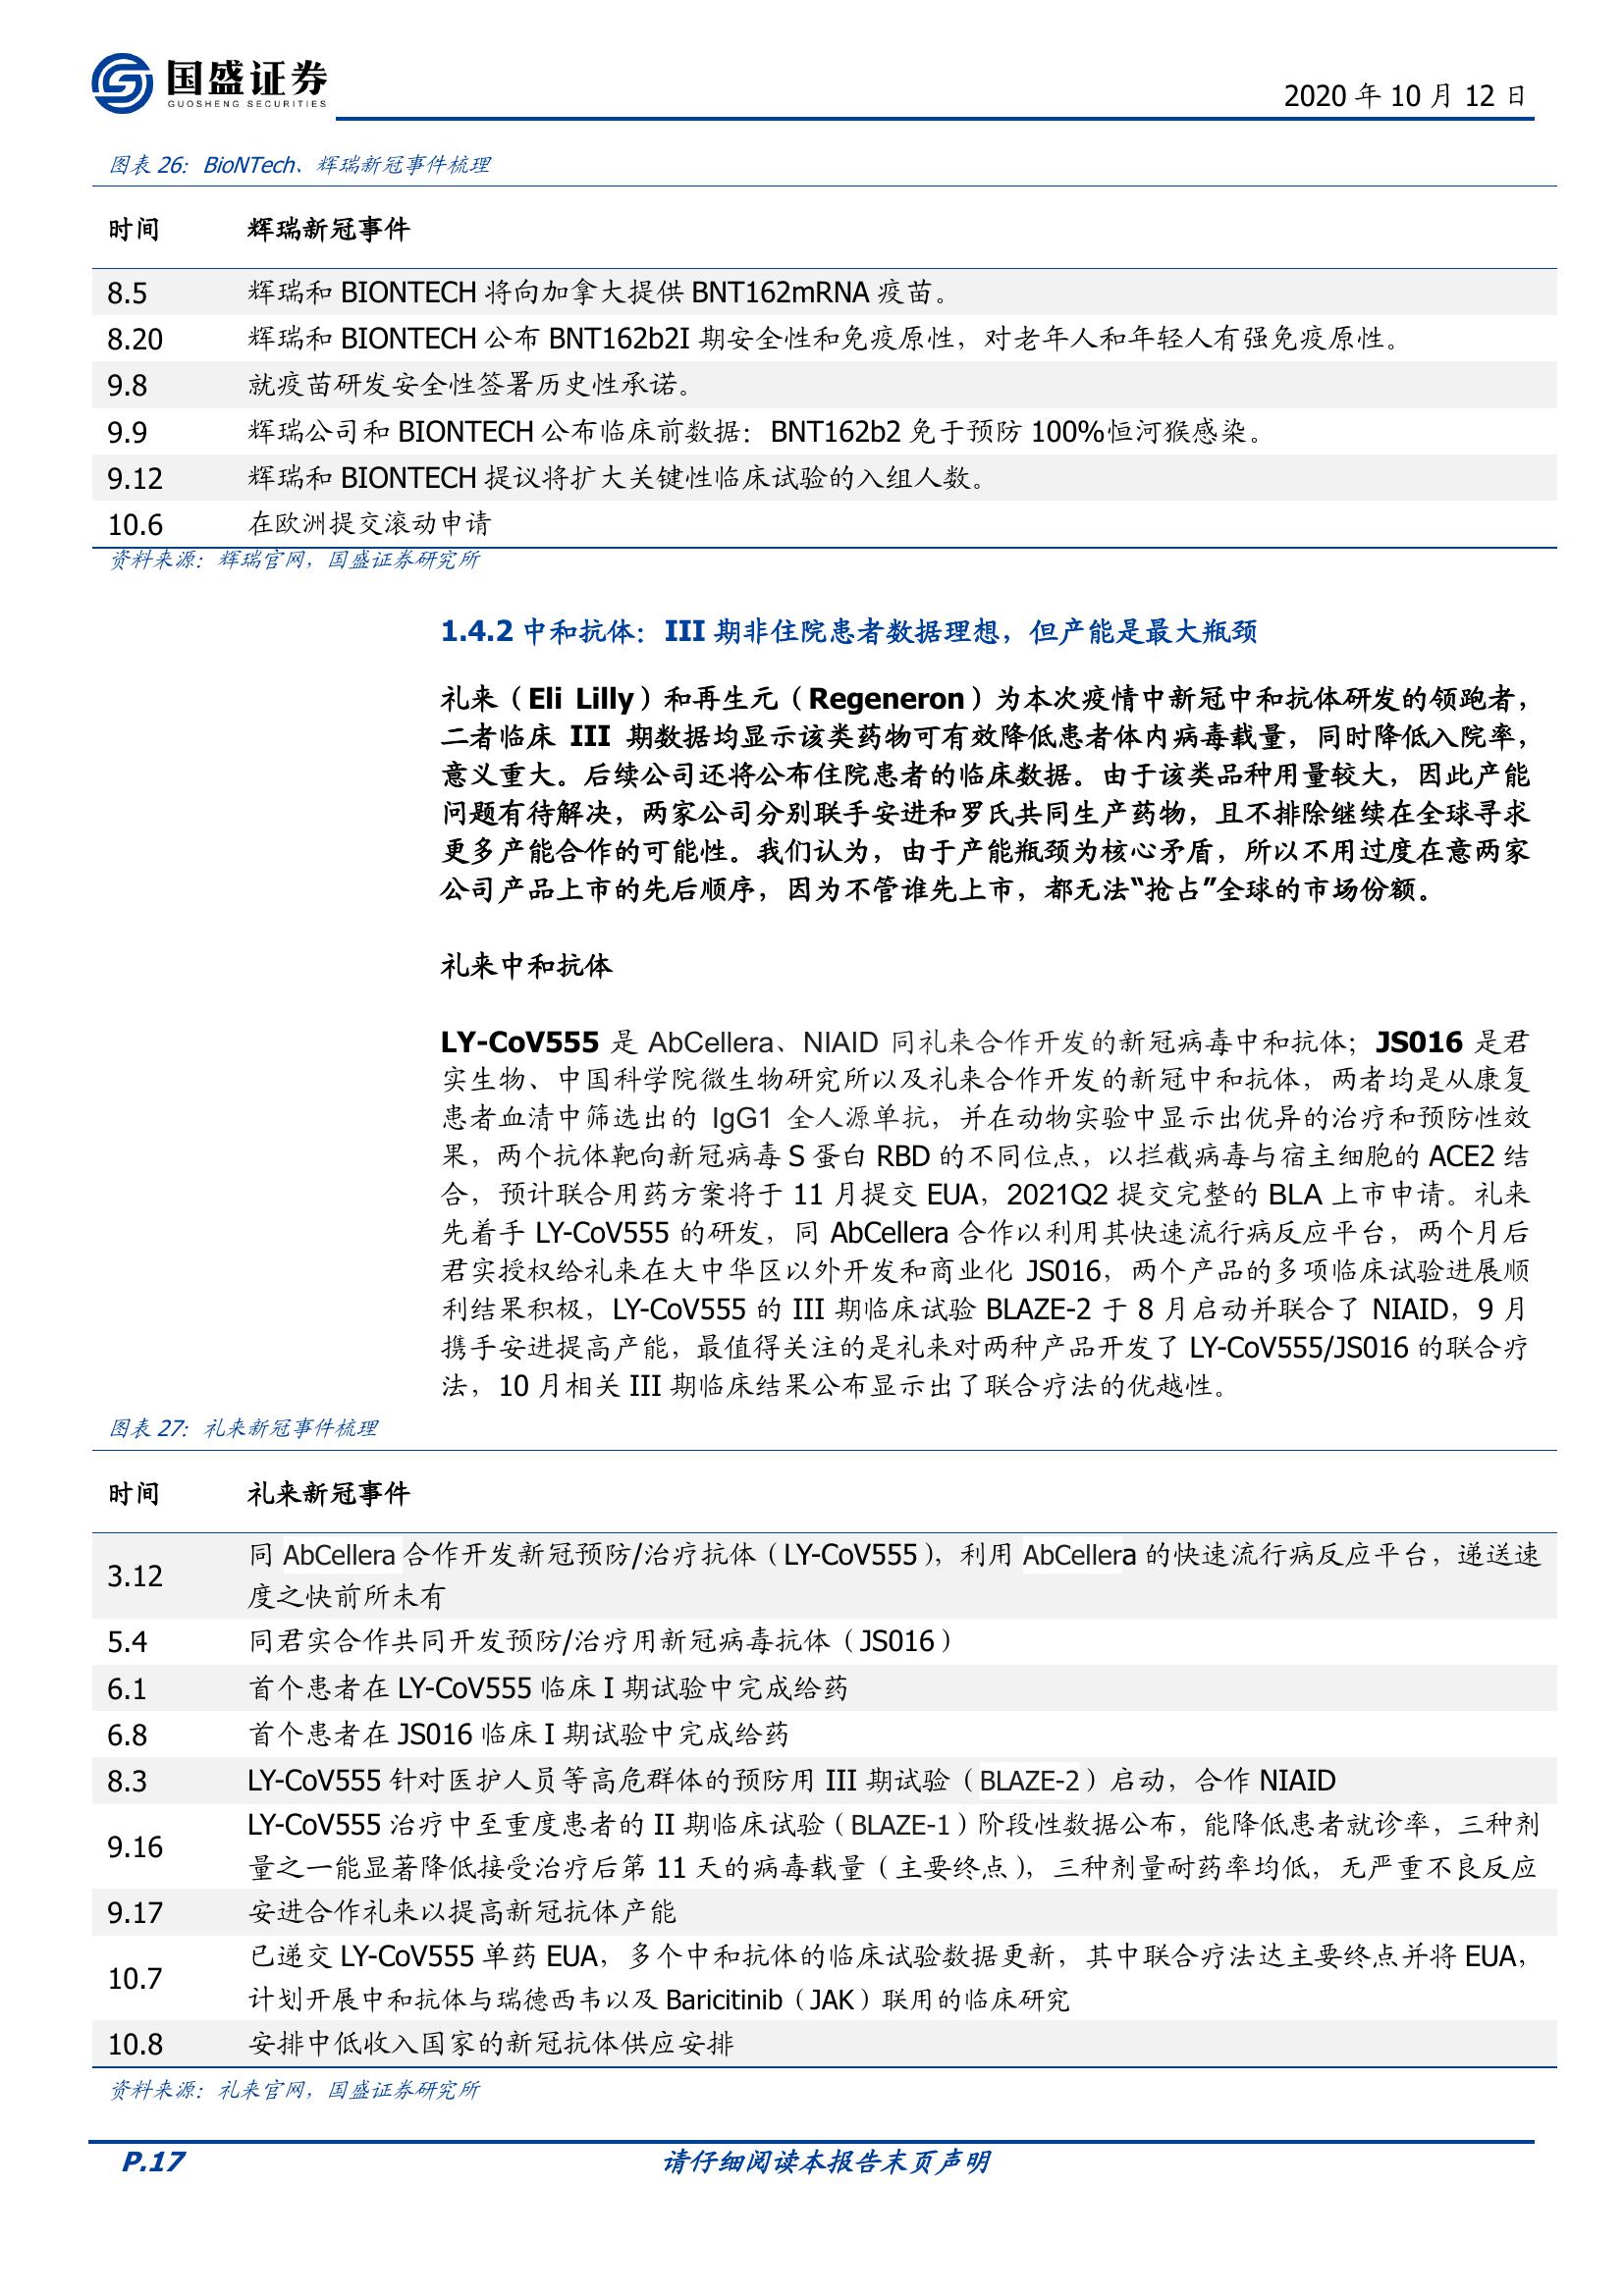 国盛证券
GUOSHENG SECURITIES
2020 年 10 月 12 日
图表 26：BioNTech、辉瑞新冠事件梳理
时间 辉瑞新冠事件
8.5 辉瑞和 BIONTECH 将向加拿大提供 BNT162mRNA 疫苗。
8.20 辉瑞和 BIONTECH 公布 BNT162b2I 期安全性和免疫原性，对老年人和年轻人有强免疫原性。
9.8 就疫苗研发安全性签署历史性承诺。
9.9 辉瑞公司和 BIONTECH 公布临床前数据：BNT162b2 免于预防 100%恒河猴感染。
9.12 辉瑞和 BIONTECH 提议将扩大关键性临床试验的入组人数。
10.6 在欧洲提交滚动申请
资料来源：辉瑞官网，国盛证券研究所
1.4.2 中和抗体：III 期非住院患者数据理想，但产能是最大瓶颈
礼来（Eli Lilly）和再生元（Regeneron）为本次疫情中新冠中和抗体研发的领跑者，
二者临床 III 期数据均显示该类药物可有效降低患者体内病毒载量，同时降低入院率，
意义重大。后续公司还将公布住院患者的临床数据。由于该类品种用量较大，因此产能
问题有待解决，两家公司分别联手安进和罗氏共同生产药物，且不排除继续在全球寻求
更多产能合作的可能性。我们认为，由于产能瓶颈为核心矛盾，所以不用过度在意两家
公司产品上市的先后顺序，因为不管谁先上市，都无法“抢占”全球的市场份额。
礼来中和抗体
LY-CoV555 是 AbCellera、NIAID 同礼来合作开发的新冠病毒中和抗体；JS016 是君
实生物、中国科学院微生物研究所以及礼来合作开发的新冠中和抗体，两者均是从康复
患者血清中筛选出的 IgG1 全人源单抗，并在动物实验中显示出优异的治疗和预防性效
果，两个抗体靶向新冠病毒 S 蛋白 RBD 的不同位点，以拦截病毒与宿主细胞的 ACE2 结
合，预计联合用药方案将于 11 月提交 EUA，2021Q2 提交完整的 BLA 上市申请。礼来
先着手 LY-CoV555 的研发，同 AbCellera 合作以利用其快速流行病反应平台，两个月后
君实授权给礼来在大中华区以外开发和商业化 JS016，两个产品的多项临床试验进展顺
利结果积极，LY-CoV555 的 III 期临床试验 BLAZE-2 于 8 月启动并联合了 NIAID，9 月
携手安进提高产能，最值得关注的是礼来对两种产品开发了 LY-CoV555/JS016 的联合疗
法，10 月相关 III 期临床结果公布显示出了联合疗法的优越性。
图表 27：礼来新冠事件梳理
时间 礼来新冠事件
3.12 同 AbCellera 合作开发新冠预防/治疗抗体（LY-CoV555），利用 AbCellera 的快速流行病反应平台，递送速
度之快前所未有
5.4 同君实合作共同开发预防/治疗用新冠病毒抗体（JS016）
6.1 首个患者在 LY-CoV555 临床 I 期试验中完成给药
6.8 首个患者在 JS016 临床 I 期试验中完成给药
8.3 LY-CoV555 针对医护人员等高危群体的预防用 III 期试验（BLAZE-2）启动，合作 NIAID
9.16 LY-CoV555 治疗中至重度患者的 II 期临床试验（BLAZE-1）阶段性数据公布，能降低患者就诊率，三种剂
量之一能显著降低接受治疗后第 11 天的病毒载量（主要终点），三种剂量耐药率均低，无严重不良反应
9.17 安进合作礼来以提高新冠抗体产能
10.7 已递交 LY-CoV555 单药 EUA，多个中和抗体的临床试验数据更新，其中联合疗法达主要终点并将 EUA，
计划开展中和抗体与瑞德西韦以及 Baricitinib（JAK）联用的临床研究
10.8 安排中低收入国家的新冠抗体供应安排
资料来源：礼来官网，国盛证券研究所
P.17 请仔细阅读本报告末页声明